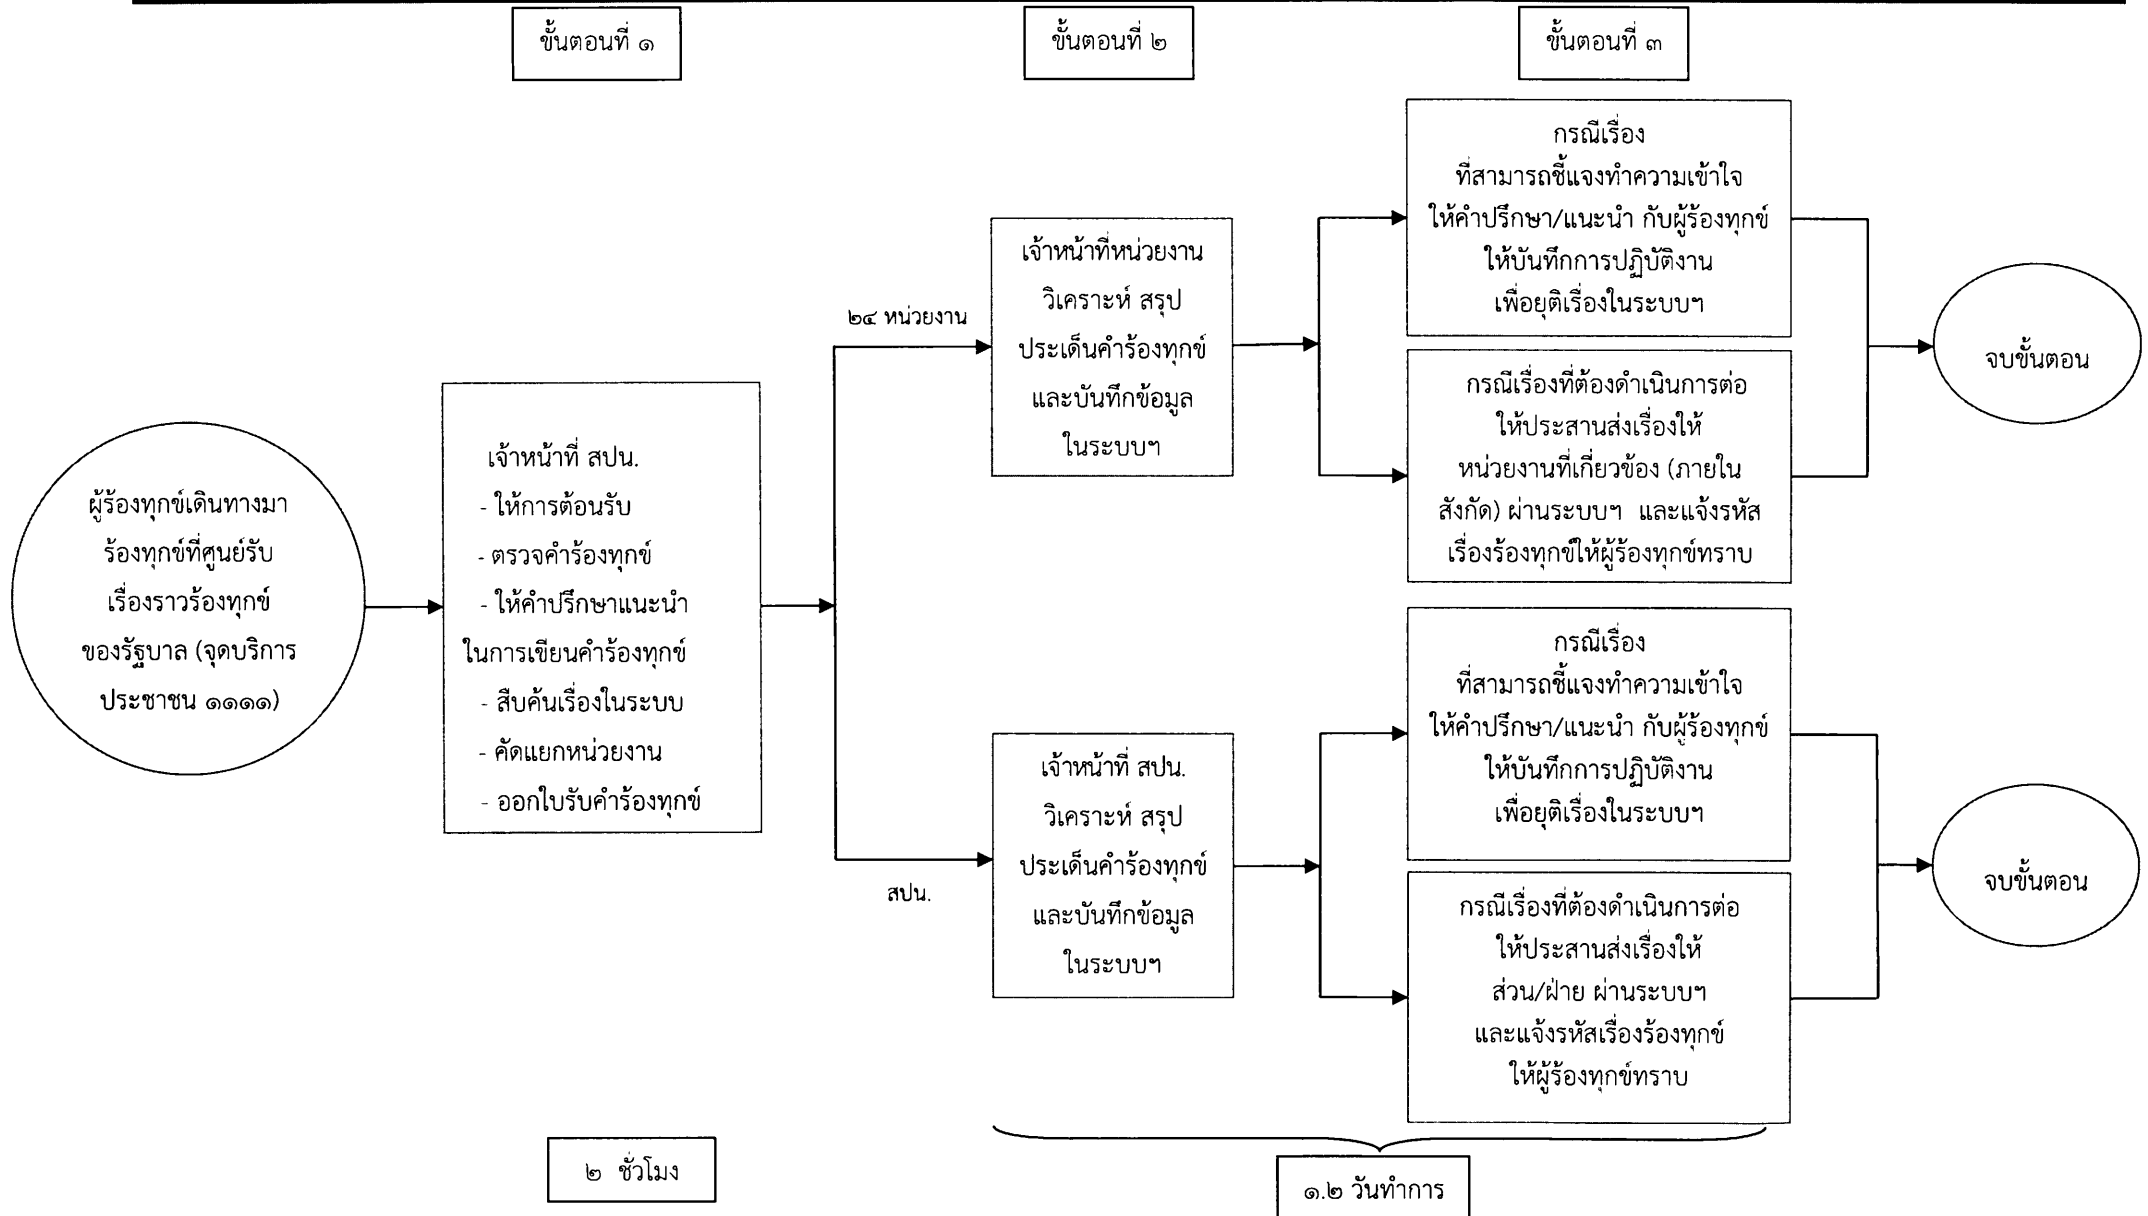 ขั้นตอนที่ ๑
ขั้นตอนที่ ๒
ขั้นตอนที่ ๓
ผู้ร้องทุกข์เดินทางมา
ร้องทุกข์ที่ศูนย์รับ
เรื่องราวร้องทุกข์
ของรัฐบาล (จุดบริการ
ประชาชน ๑๑๑๑)
เจ้าหน้าที่ สปน.
- ให้การต้อนรับ
- ตรวจคำร้องทุกข์
- ให้คำปรึกษาแนะนำ
ในการเขียนคำร้องทุกข์
- สืบค้นเรื่องในระบบ
- คัดแยกหน่วยงาน
- ออกใบรับคำร้องทุกข์
๒๔ หน่วยงาน
เจ้าหน้าที่หน่วยงาน
วิเคราะห์ สรุป
ประเด็นคำร้องทุกข์
และบันทึกข้อมูล
ในระบบฯ
กรณีเรื่อง
ที่สามารถชี้แจงทำความเข้าใจ
ให้คำปรึกษา/แนะนำ กับผู้ร้องทุกข์
ให้บันทึกการปฏิบัติงาน
เพื่อยุติเรื่องในระบบฯ
กรณีเรื่องที่ต้องดำเนินการต่อ
ให้ประสานส่งเรื่องให้
หน่วยงานที่เกี่ยวข้อง (ภายใน
สังกัด) ผ่านระบบฯ และแจ้งรหัส
เรื่องร้องทุกข์ให้ผู้ร้องทุกข์ทราบ
จบขั้นตอน
สปน.
เจ้าหน้าที่ สปน.
วิเคราะห์ สรุป
ประเด็นคำร้องทุกข์
และบันทึกข้อมูล
ในระบบฯ
กรณีเรื่อง
ที่สามารถชี้แจงทำความเข้าใจ
ให้คำปรึกษา/แนะนำ กับผู้ร้องทุกข์
ให้บันทึกการปฏิบัติงาน
เพื่อยุติเรื่องในระบบฯ
กรณีเรื่องที่ต้องดำเนินการต่อ
ให้ประสานส่งเรื่องให้
ส่วน/ฝ่าย ผ่านระบบฯ
และแจ้งรหัสเรื่องร้องทุกข์
ให้ผู้ร้องทุกข์ทราบ
จบขั้นตอน
๒ ชั่วโมง
๑.๒ วันทำการ